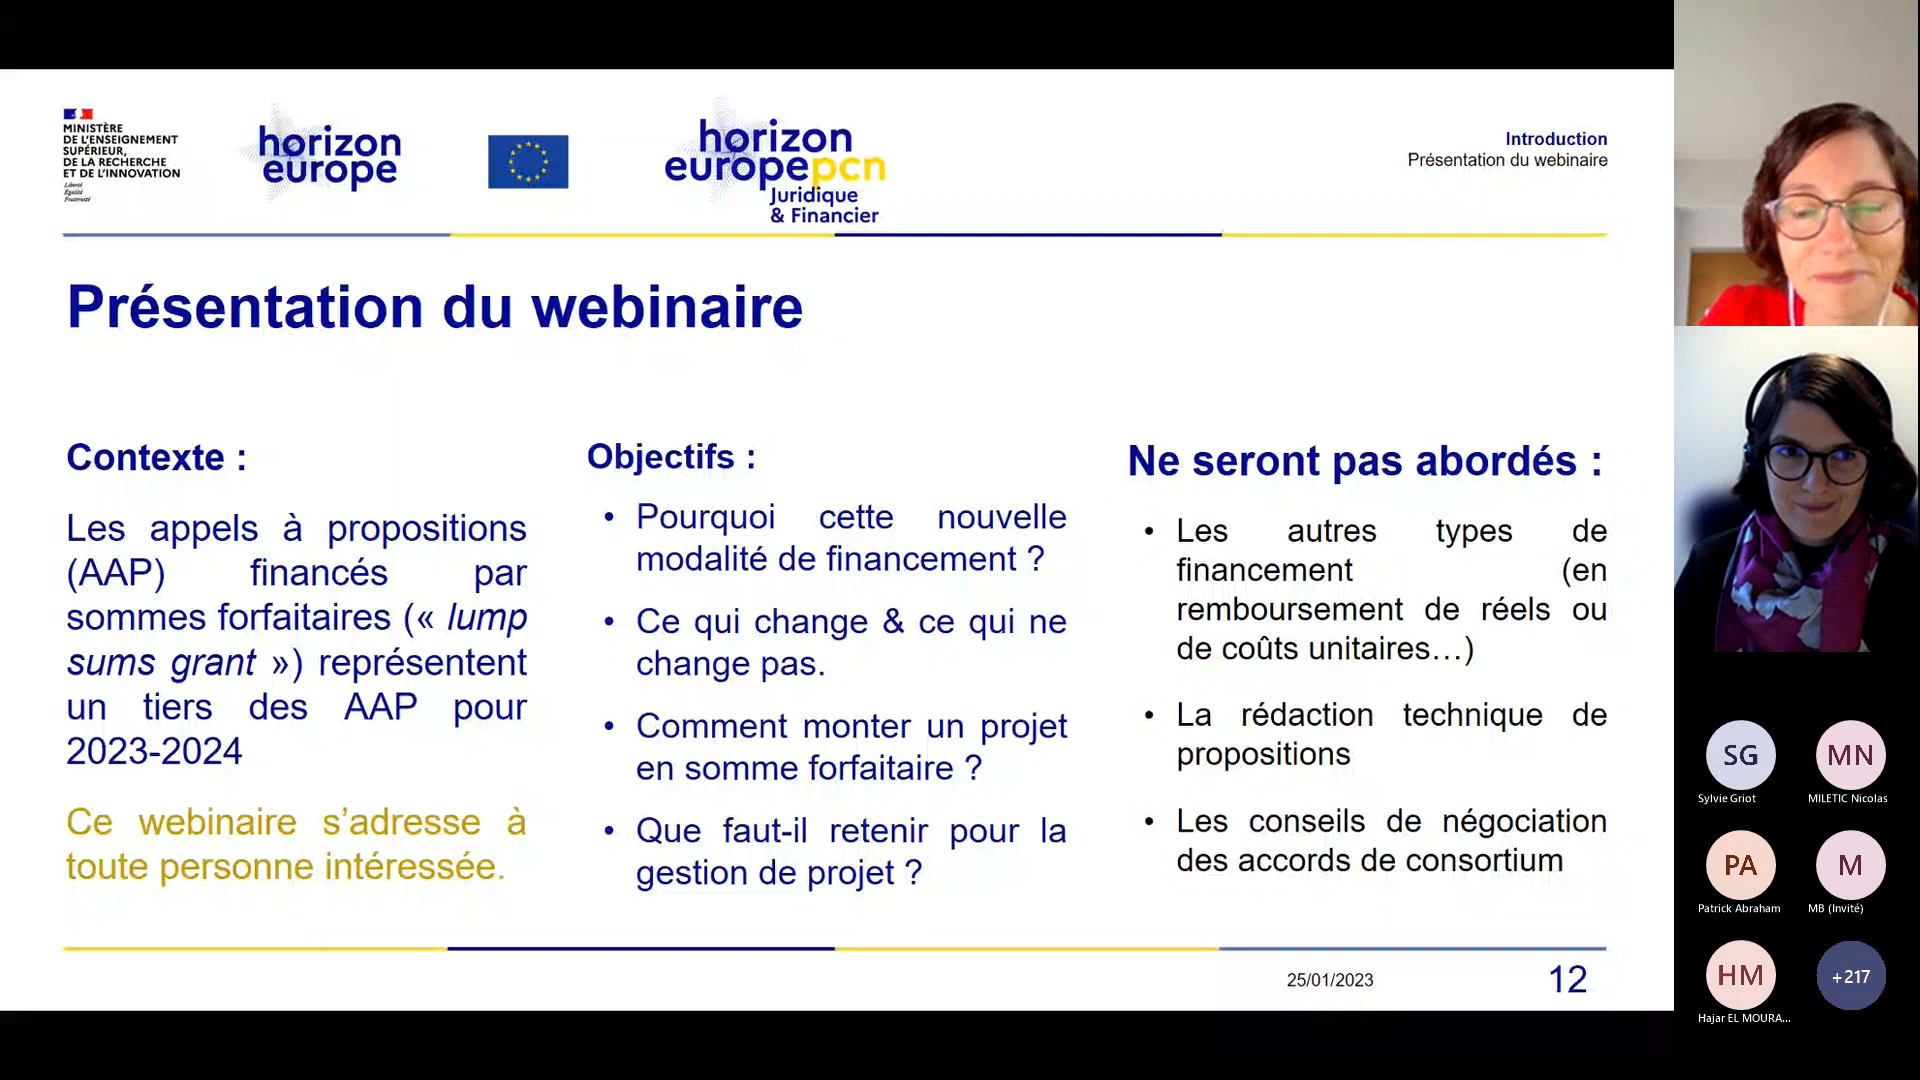 MINISTÈRE
DE L'ENSEIGNEMENT
SUPÉRIEUR,
DE LA RECHERCHE
ET DE L'INNOVATION
Liberté
Égalité
Fraternité
horizon
europe
horizon
europepcn
Juridique
& Financier
Introduction
Présentation du webinaire
Présentation du webinaire
Contexte :
Les appels à propositions
(AAP) financés par
sommes forfaitaires (« lump
sums grant ») représentent
un tiers des AAP pour
2023-2024
Ce webinaire s’adresse à
toute personne intéressée.
Objectifs :
• Pourquoi cette nouvelle
modalité de financement ?
• Ce qui change & ce qui ne
change pas.
• Comment monter un projet
en somme forfaitaire ?
• Que faut-il retenir pour la
gestion de projet ?
Ne seront pas abordés :
• Les autres types de
financement (en
remboursement de réels ou
de coûts unitaires…)
• La rédaction technique de
propositions
• Les conseils de négociation
des accords de consortium
25/01/2023
12
SG
Sylvie Griot
MN
MILETIC Nicolas
PA
Patrick Abraham
M
MB (Invité)
HM
Hajar EL MOURA...
+217